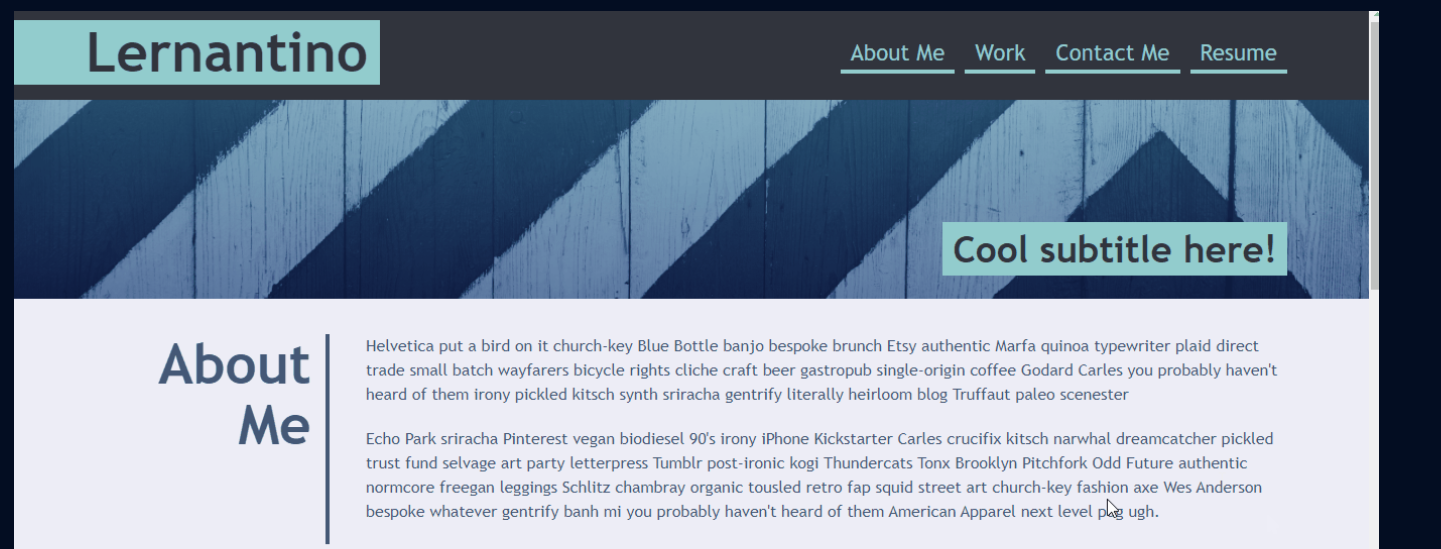 Lernantino
About Me Work Contact Me Resume
Cool subtitle here!
About
Me
Helvetica put a bird on it church-key Blue Bottle banjo bespoke brunch Etsy authentic Marfa quinoa typewriter plaid direct
trade small batch wayfarers bicycle rights cliche craft beer gastropub single-origin coffee Godard Carles you probably haven't
heard of them irony pickled kitsch synth sriracha gentrify literally heirloom blog Truffaut paleo scenester
Echo Park sriracha Pinterest vegan biodiesel 90's irony iPhone Kickstarter Carles crucifix kitsch narwhal dreamcatcher pickled
trust fund selvage art party letterpress Tumblr post-ironic kogi Thundercats Tonx Brooklyn Pitchfork Odd Future authentic
normcore freegan leggings Schlitz chambray organic tousled retro fap squid street art church-key fashion axe Wes Anderson
bespoke whatever gentrify banh mi you probably haven't heard of them American Apparel next level pug ugh.